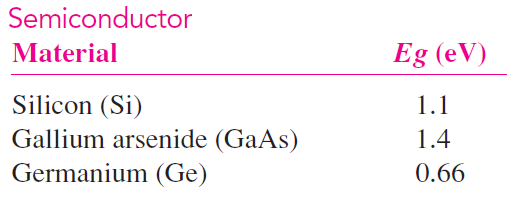 Semiconductor
Material Eg (eV)
Silicon (Si) 1.1
Gallium arsenide (GaAs) 1.4
Germanium (Ge) 0.66